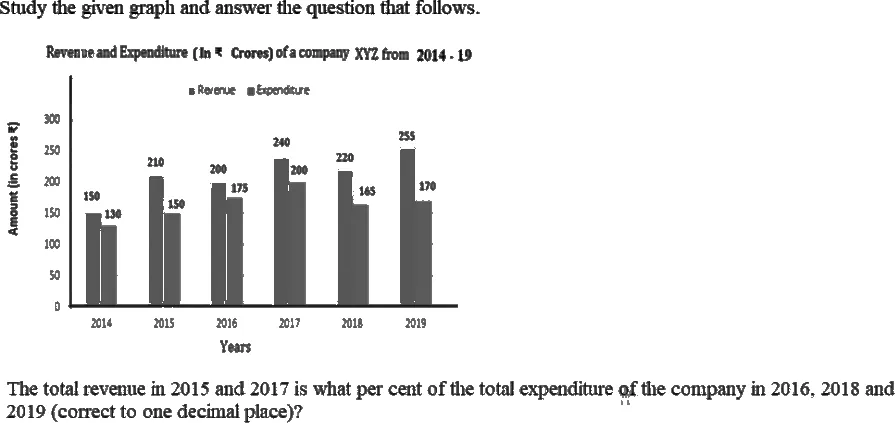 Study the given graph and answer the question that follows.
Revenue and Expenditure (In ₹ Crores) of a company XYZ from 2014 - 19
Revenue Expenditure
Amount (in crores ₹)
300
250
200
150
100
50
0
150 130
210 150
200 175
240 200
220 165
255 170
2014 2015 2016 2017 2018 2019
Years
The total revenue in 2015 and 2017 is what per cent of the total expenditure of the company in 2016, 2018 and
2019 (correct to one decimal place)?